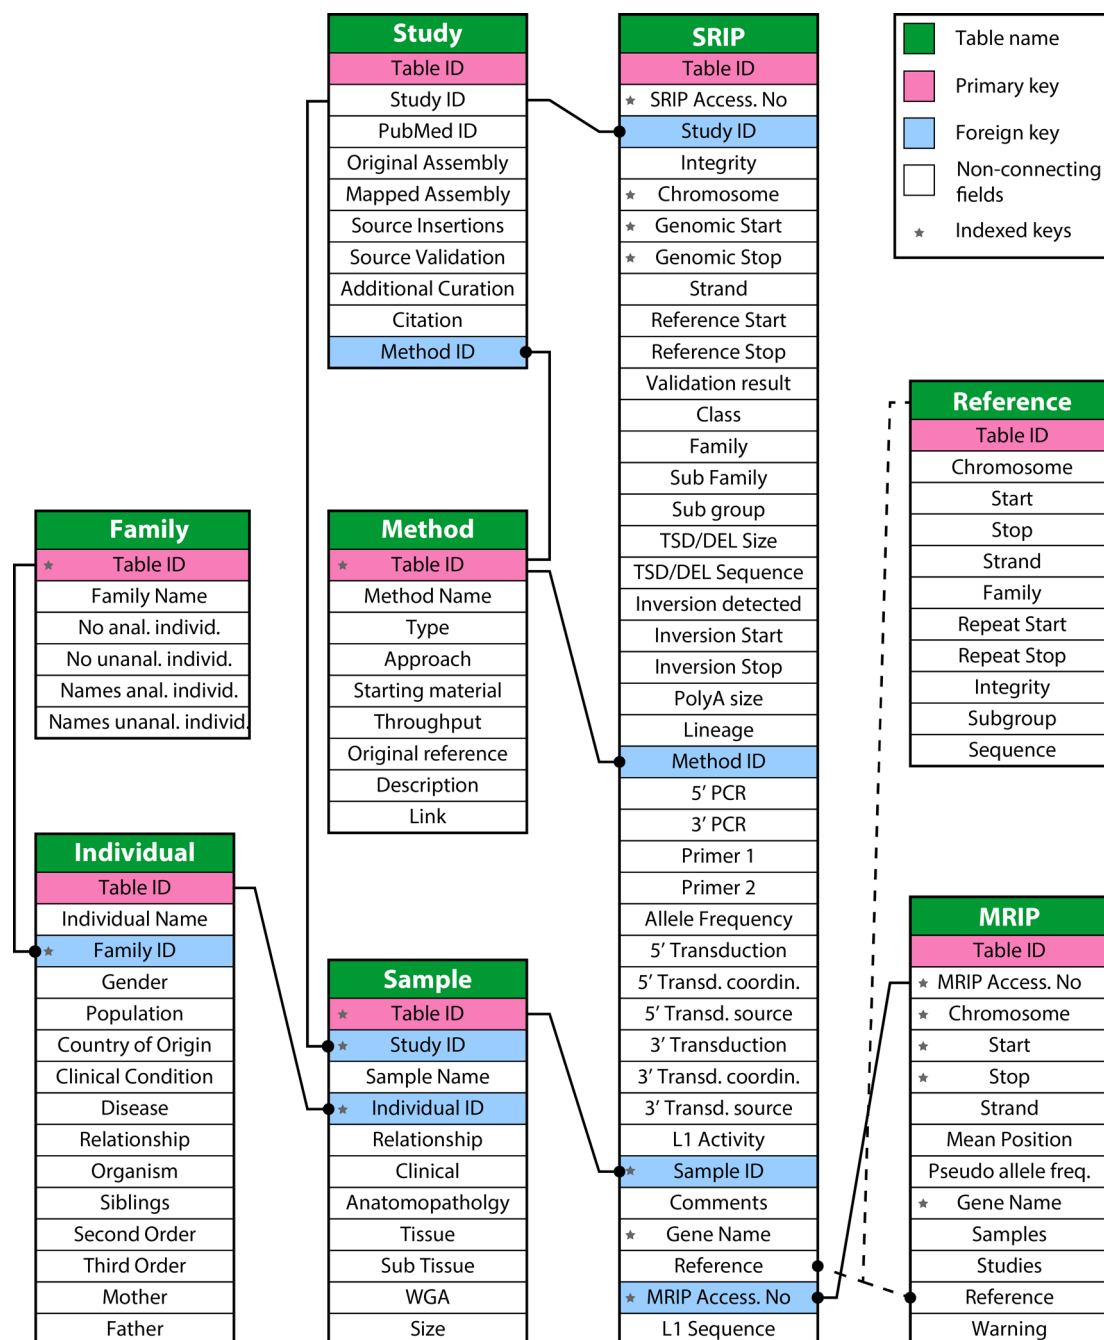 Study
Table ID
Study ID
PubMed ID
Original Assembly
Mapped Assembly
Source Insertions
Source Validation
Additional Curation
Citation
Method ID
SRIP
Table ID
SRIP Access. No
Study ID
Integrity
Chromosome
Genomic Start
Genomic Stop
Strand
Reference Start
Reference Stop
Validation result
Class
Family
Sub Family
Sub group
TSD/DEL Size
TSD/DEL Sequence
Inversion detected
Inversion Start
Inversion Stop
PolyA size
Lineage
Method ID
5’ PCR
3’ PCR
Primer 1
Primer 2
Allele Frequency
5’ Transduction
5’ Transd. coordin.
5’ Transd. source
3’ Transduction
3’ Transd. coordin.
3’ Transd. source
L1 Activity
Sample ID
Comments
Gene Name
Reference
MRIP Access. No
L1 Sequence
Table name
Primary key
Foreign key
Non-connecting
fields
Indexed keys
Reference
Table ID
Chromosome
Start
Stop
Strand
Family
Repeat Start
Repeat Stop
Integrity
Subgroup
Sequence
Family
Table ID
Family Name
No anal. individ.
No unanal. individ.
Names anal. individ.
Names unanal. individ.
Method
Table ID
Method Name
Type
Approach
Starting material
Throughput
Original reference
Description
Link
Individual
Table ID
Individual Name
Family ID
Gender
Population
Country of Origin
Clinical Condition
Disease
Relationship
Organism
Siblings
Second Order
Third Order
Mother
Father
Sample
Table ID
Study ID
Sample Name
Individual ID
Relationship
Clinical
Anatomopatholgy
Tissue
Sub Tissue
WGA
Size
MRIP
Table ID
MRIP Access. No
Chromosome
Start
Stop
Strand
Mean Position
Pseudo allele freq.
Gene Name
Samples
Studies
Reference
Warning